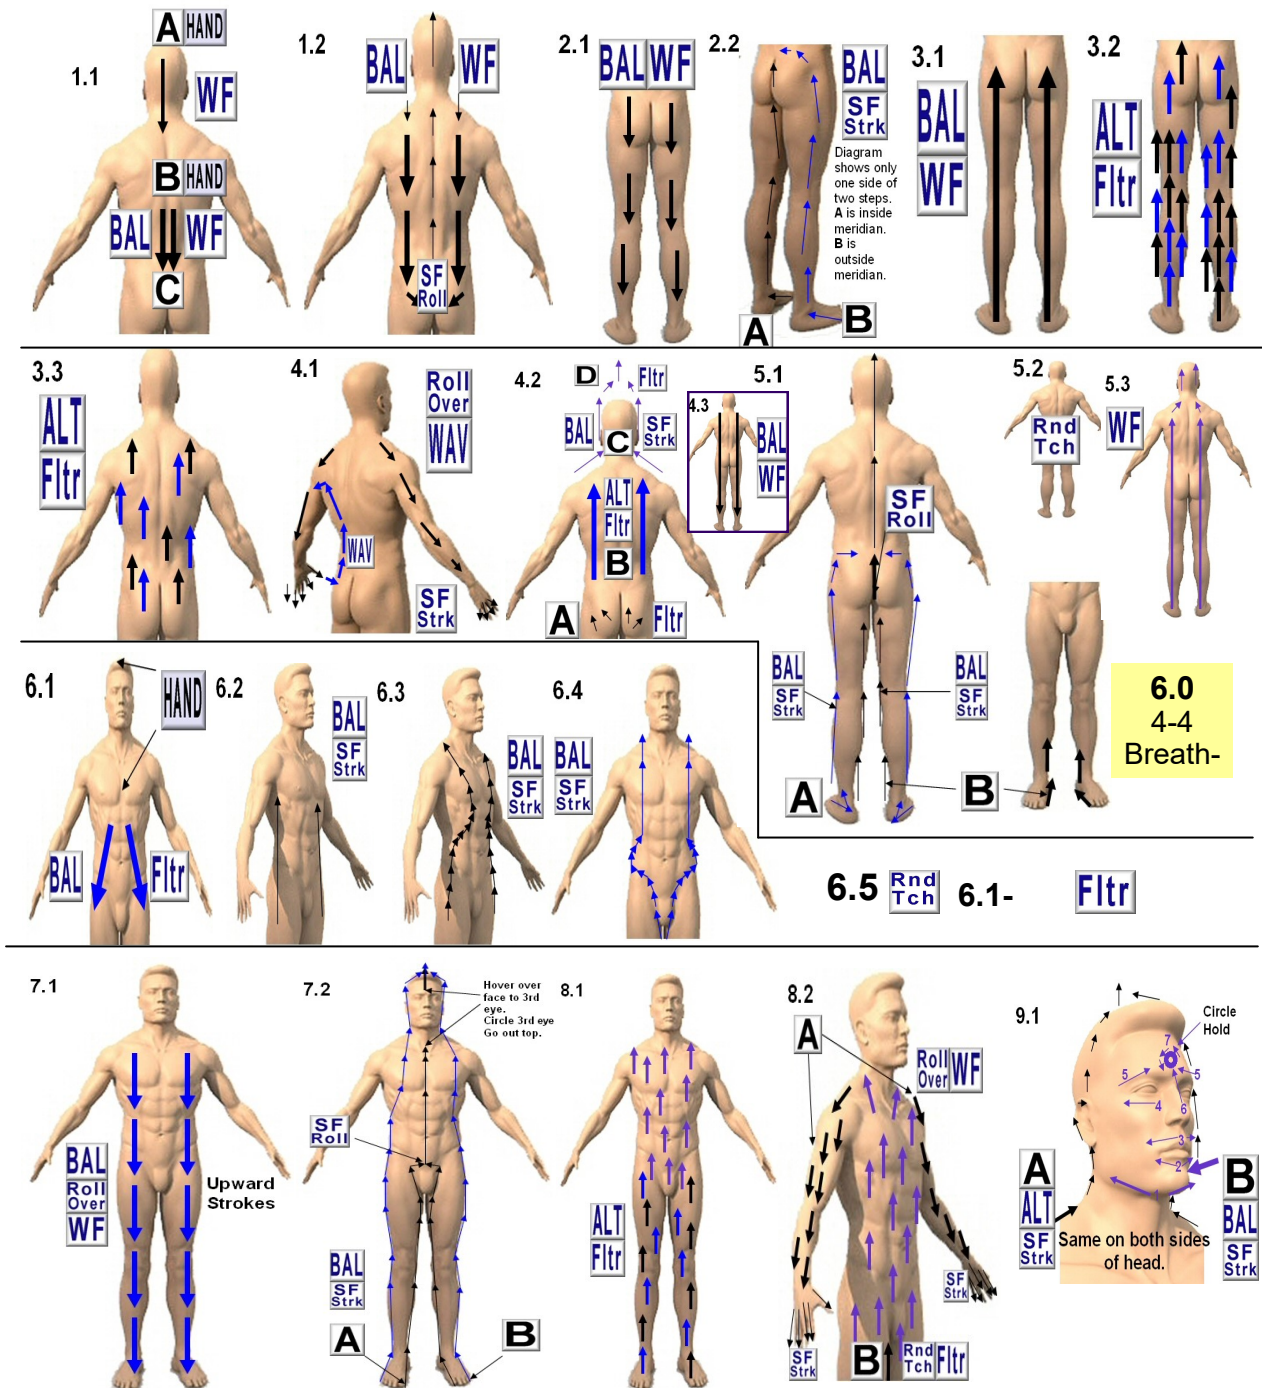 1.1
A HAND
WF
B HAND
BAL WF
C
1.2
BAL WF
SF
Roll
2.1
BAL WF
2.2
BAL
SF
Strk
Diagram
shows only
one side of
two steps.
A is inside
meridian.
B is
outside
meridian.
A
B
3.1
BAL
WF
3.2
ALT
Fltr
3.3
ALT
Fltr
4.1
Roll
Over
WAV
WAV
SF
Strk
4.2
D Fltr
BAL SF
Strk
C
ALT
Fltr
B
A Fltr
4.3
BAL
WF
5.1
SF
Roll
BAL
SF
Strk
BAL
SF
Strk
A
B
5.2
Rnd
Tch
5.3
WF
6.0
4-4
Breath-
6.1
HAND
BAL Fltr
6.2
BAL
SF
Strk
6.3
BAL
SF
Strk
6.4
BAL
SF
Strk
6.5 Rnd
Tch
6.1- Fltr
7.1
BAL
Roll
Over
WF
Upward
Strokes
7.2
Hover over
face to 3rd
eye.
Circle 3rd eye
Go out top.
SF
Roll
BAL
SF
Strk
A
B
8.1
ALT
Fltr
8.2
A
Roll
Over WF
SF
Strk
SF
Strk
B Rnd
Tch Fltr
9.1
Circle
Hold
7
5
5
4
6
3
2
1
A
ALT
SF
Strk
B
BAL
SF
Strk
Same on both sides
of head.